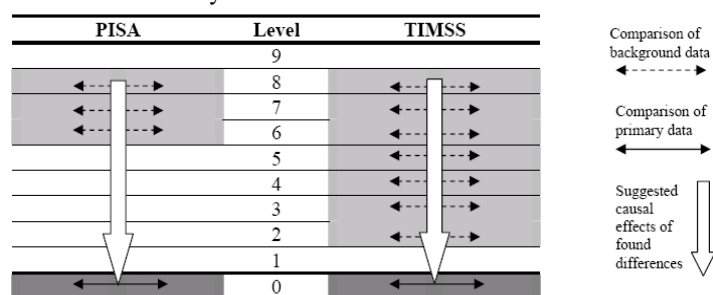 PISA Level TIMSS
9
8
7
6
5
4
3
2
1
0
Comparison of
background data
Comparison of
primary data
Suggested
causal
effects of
found
differences